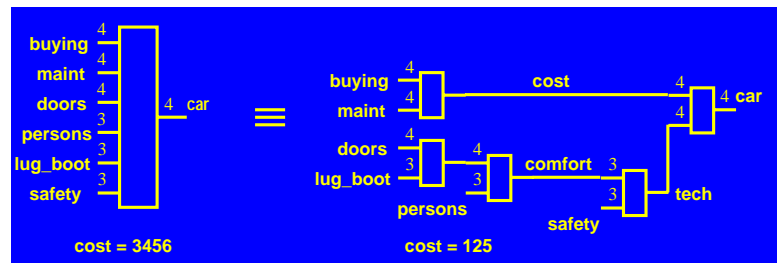 4
buying
4
maint
4
doors
3
persons
3
lug_boot
3
safety
4 car
cost = 3456
≡
4
buying
4
maint
cost
4
4
4 car
4
doors
3
lug_boot
4
3
persons
comfort
3
3
safety
tech
cost = 125